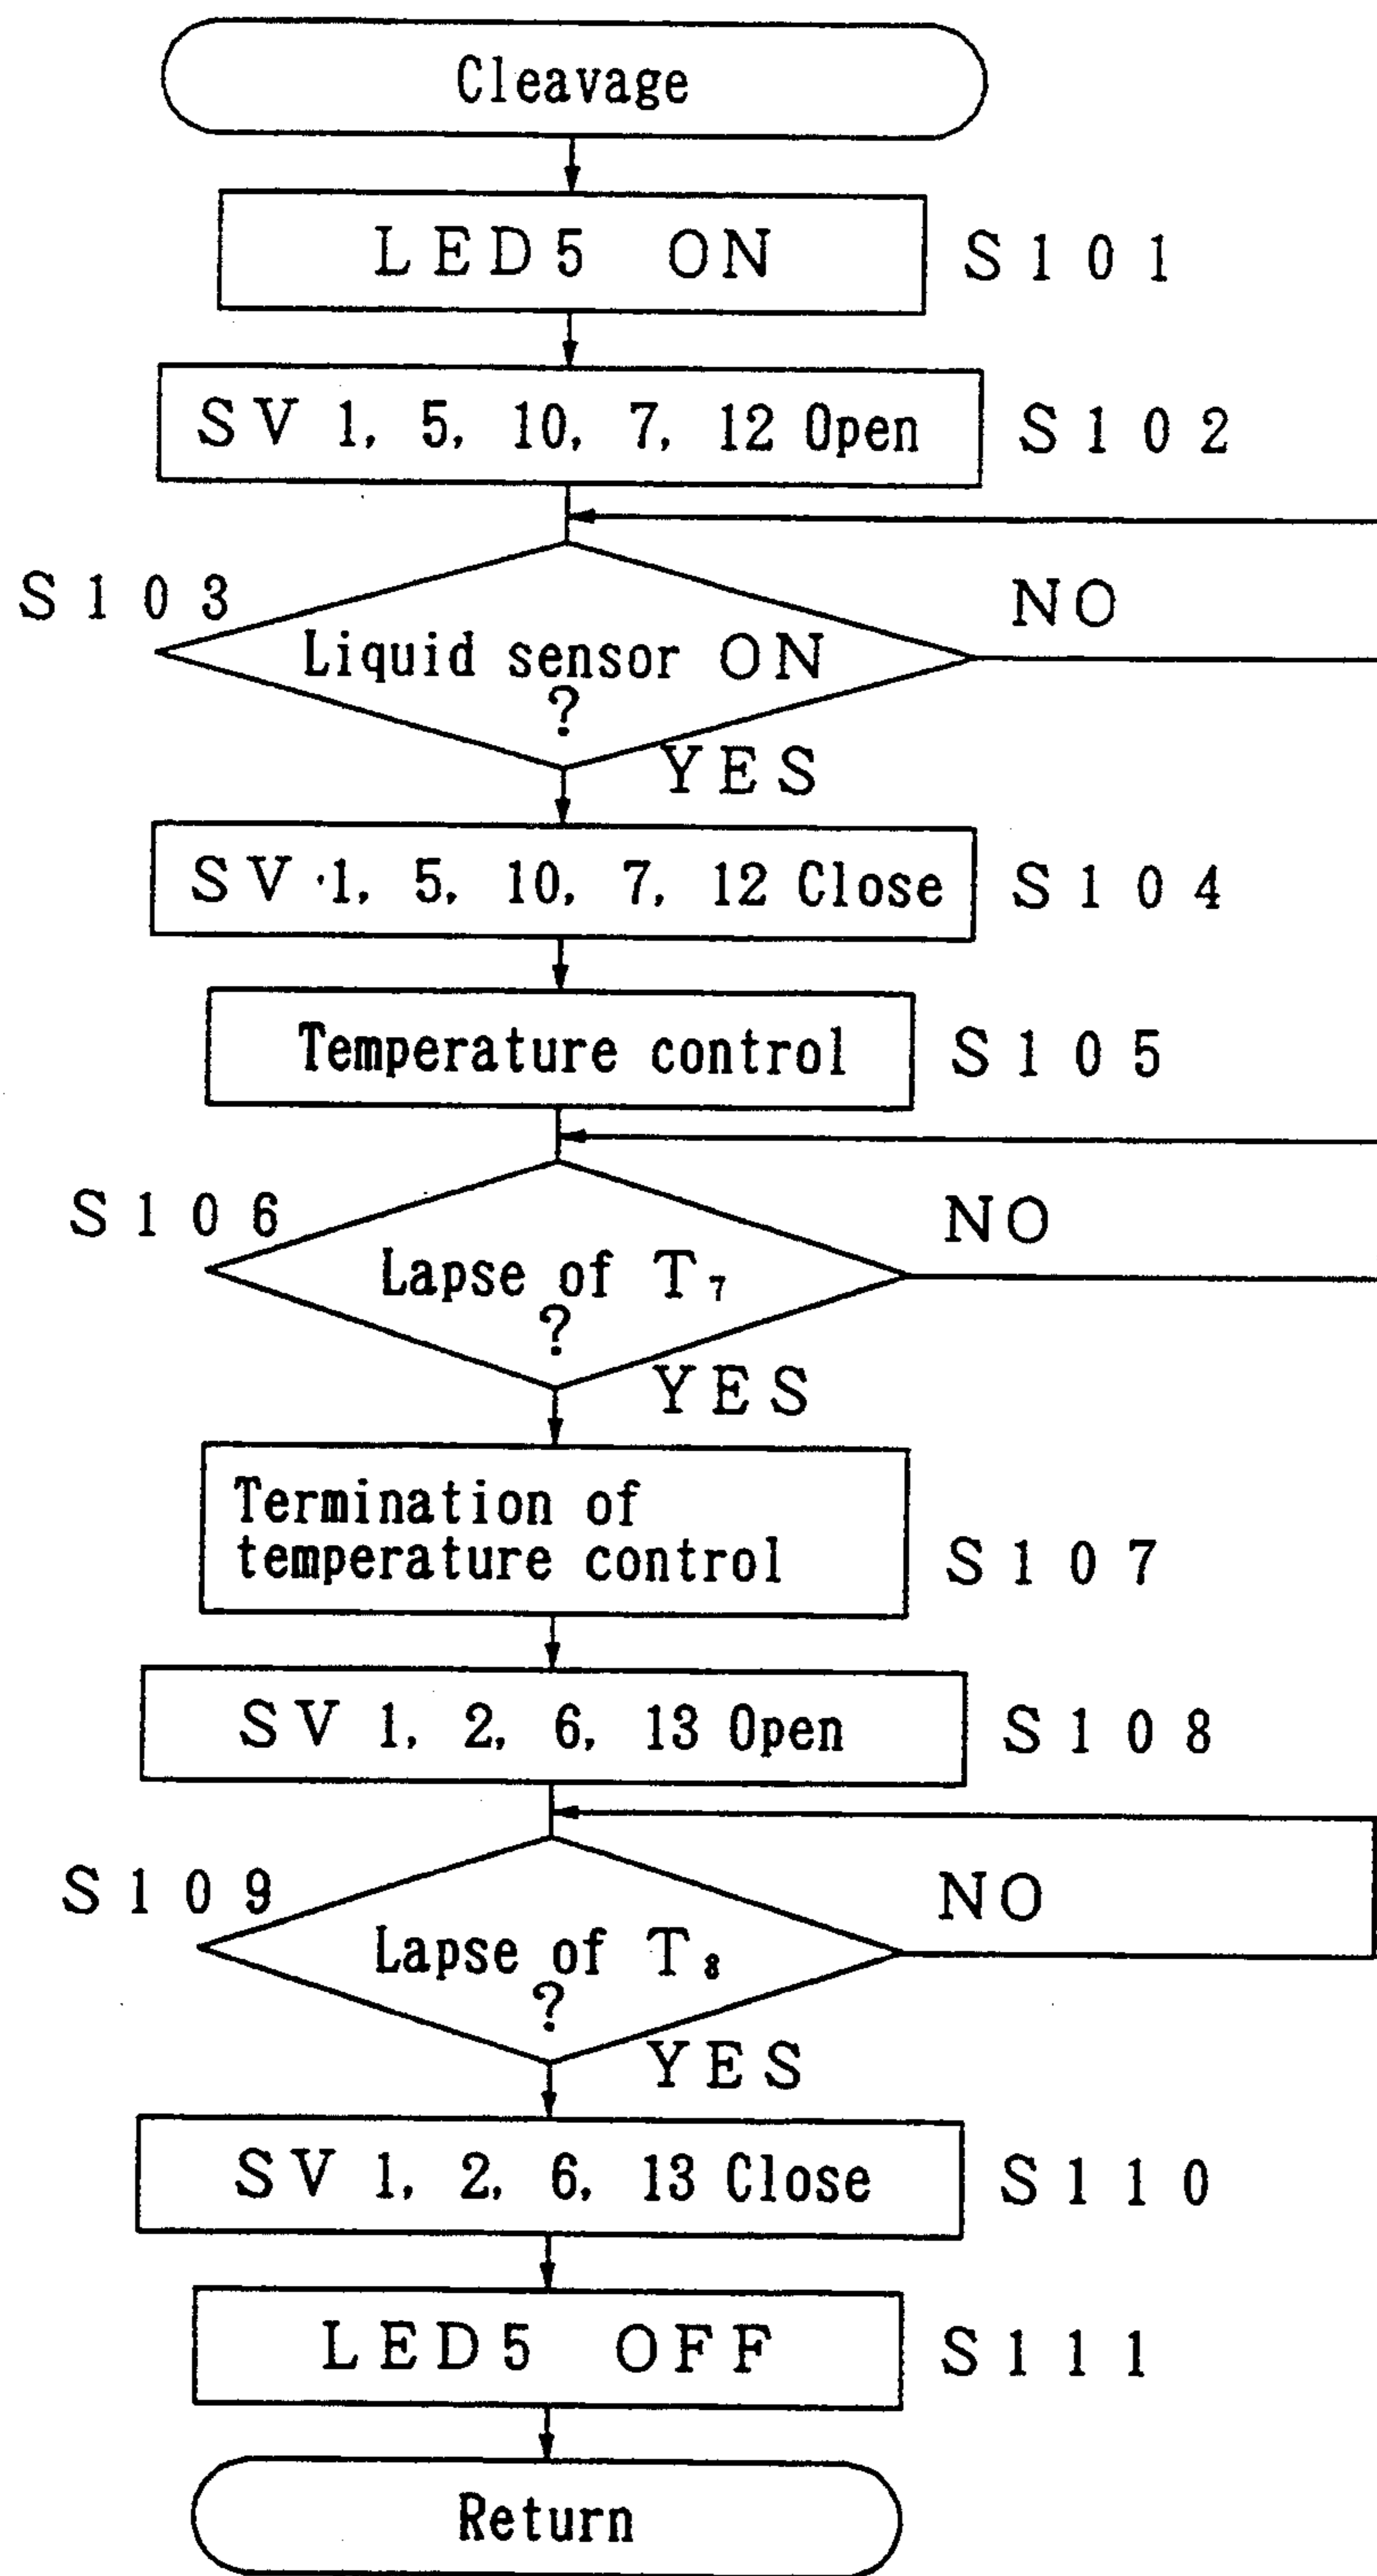 Cleavage
LED5 ON S101
SV 1, 5, 10, 7, 12 Open S102
S103 NO
Liquid sensor ON
?
YES
SV 1, 5, 10, 7, 12 Close S104
Temperature control S105
S106 NO
Lapse of T₇
?
YES
Termination of
temperature control S107
SV 1, 2, 6, 13 Open S108
S109 NO
Lapse of T₈
?
YES
SV 1, 2, 6, 13 Close S110
LED5 OFF S111
Return